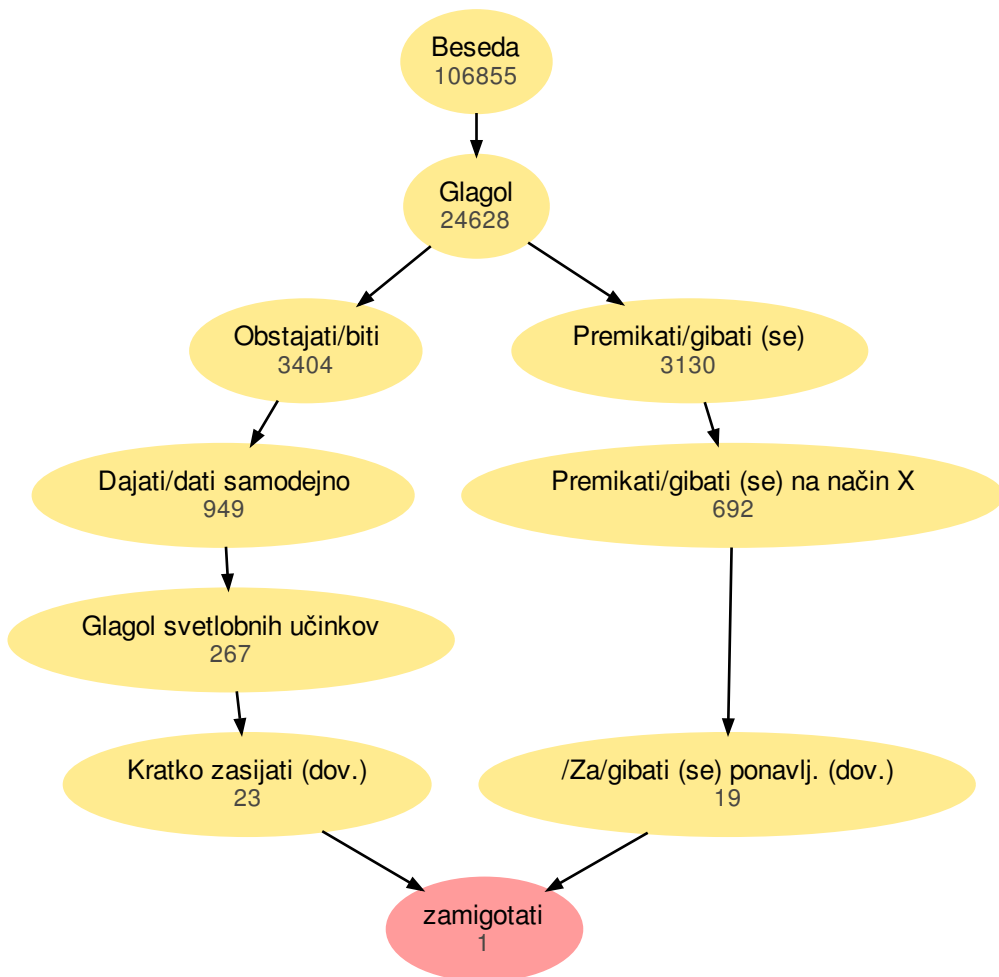 Beseda
106855
Glagol
24628
Obstajati/biti
3404
Premikati/gibati (se)
3130
Dajati/dati samodejno
949
Premikati/gibati (se) na način X
692
Glagol svetlobnih učinkov
267
Kratko zasijati (dov.)
23
/Za/gibati (se) ponavlj. (dov.)
19
zamigotati
1